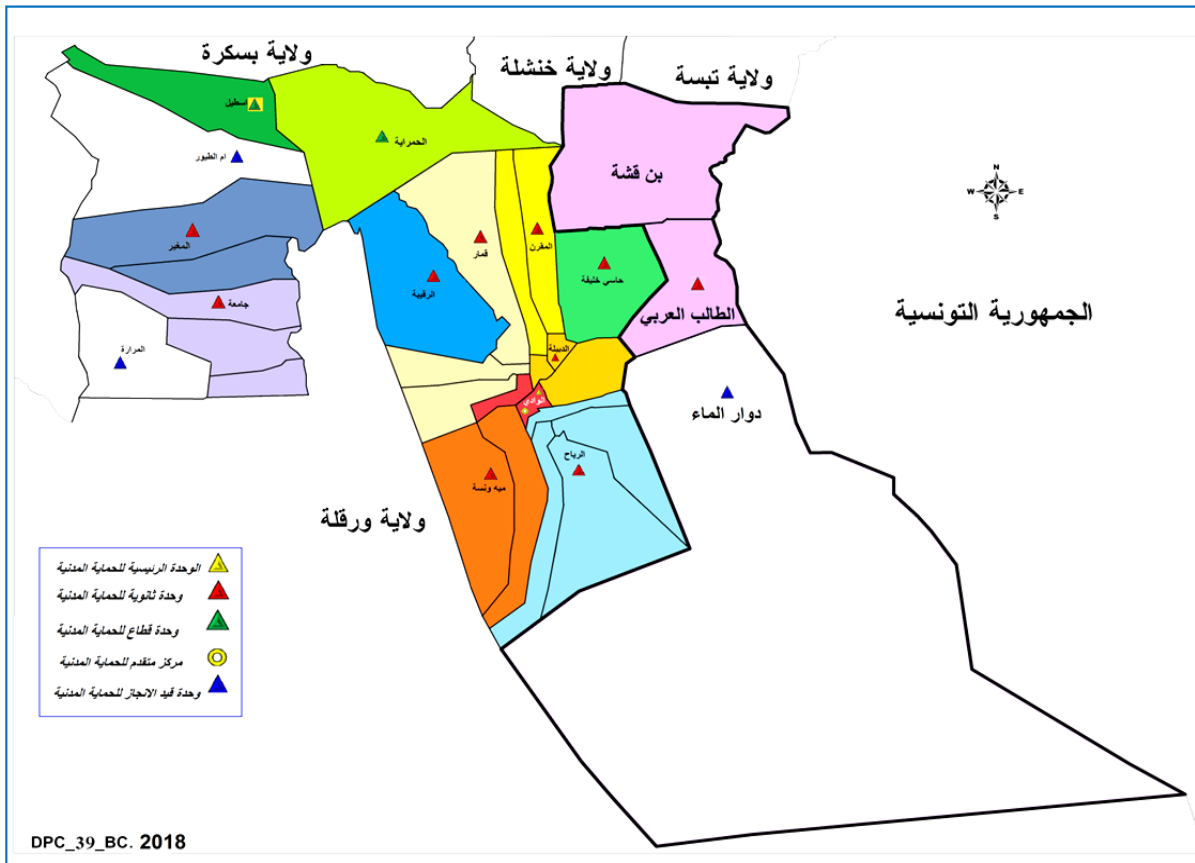 ولاية بسكرة
ولاية خنشلة
ولاية تبسة
اسطيل
الحمراية
ام الطيور
بن قشة
N
W E
S
المغير
قمار
المقرن
حاسي خليفة
الرقيبة
الطالب العربي
الجمهورية التونسية
جامعة
المرارة
الدبيلة
الوادي
دوار الماء
الرباح
ميه ونسة
ولاية ورقلة
الوحدة الرئيسية للحماية المدنية
وحدة ثانوية للحماية المدنية
وحدة قطاع للحماية المدنية
مركز متقدم للحماية المدنية
وحدة قيد الانجاز للحماية المدنية
DPC_39_BC. 2018